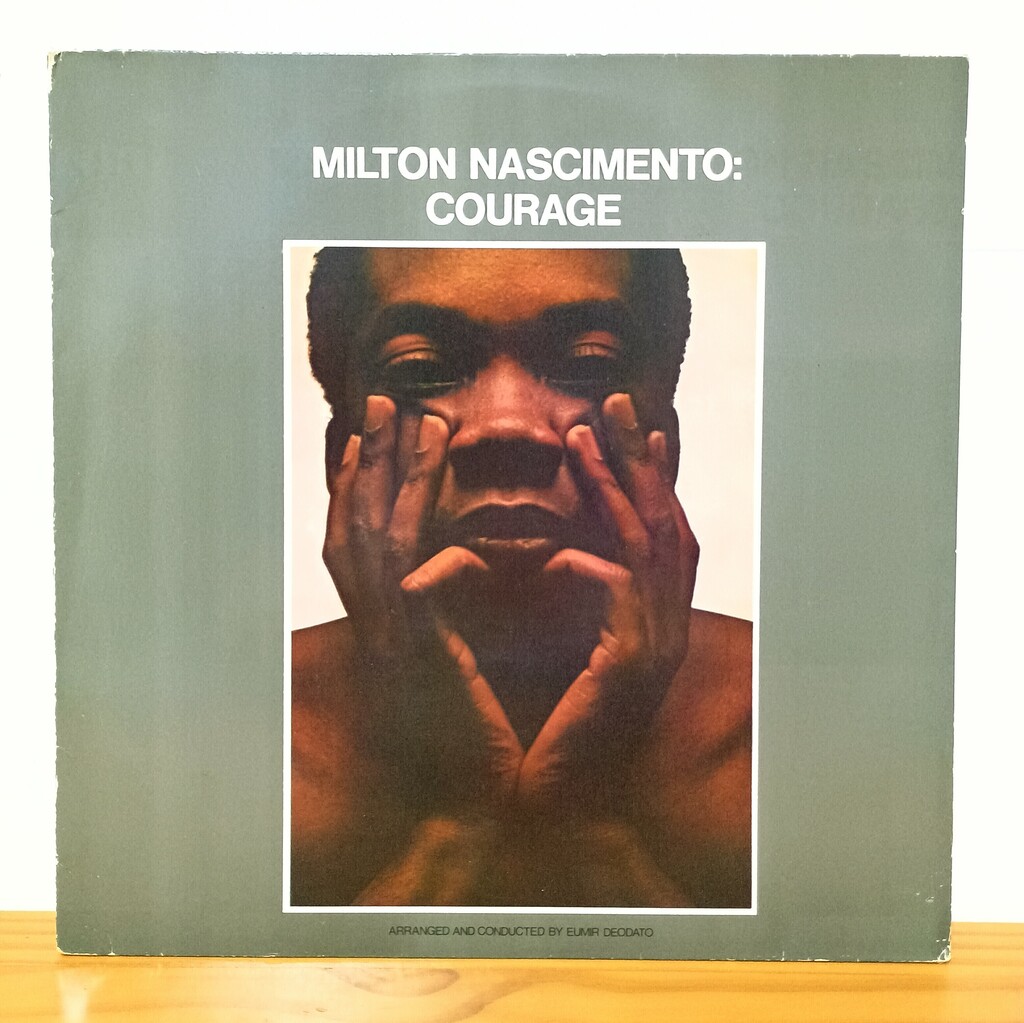 MILTON NASCIMENTO:
COURAGE
ARRANGED AND CONDUCTED BY EUMIR DEODATO